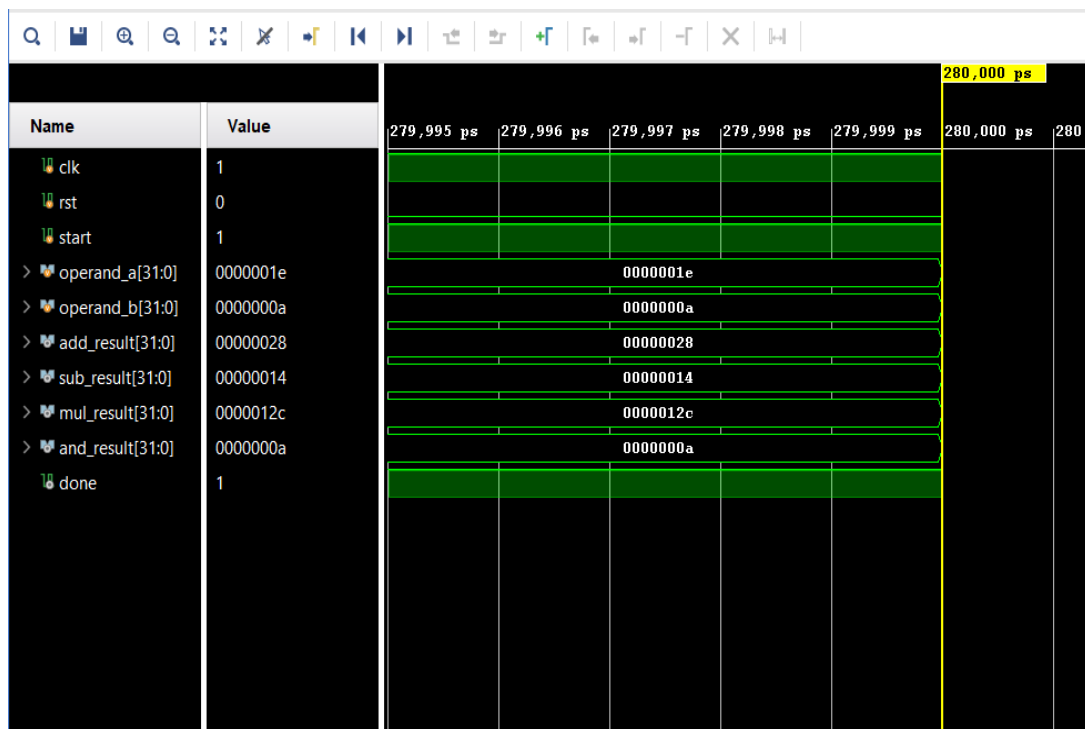 280,000 ps
Name Value 279,995 ps 279,996 ps 279,997 ps 279,998 ps 279,999 ps 280,000 ps 280
clk 1
rst 0
start 1
operand_a[31:0] 0000001e 0000001e
operand_b[31:0] 0000000a 0000000a
add_result[31:0] 00000028 00000028
sub_result[31:0] 00000014 00000014
mul_result[31:0] 0000012c 0000012c
and_result[31:0] 0000000a 0000000a
done 1